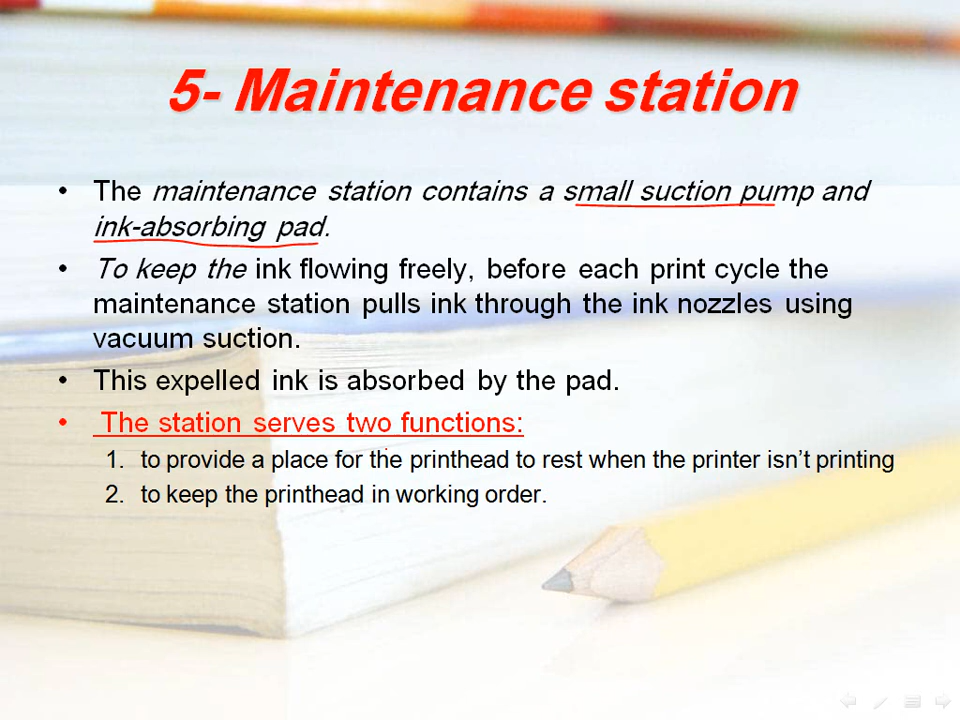 5- Maintenance station
• The maintenance station contains a small suction pump and
ink-absorbing pad.
• To keep the ink flowing freely, before each print cycle the
maintenance station pulls ink through the ink nozzles using
vacuum suction.
• This expelled ink is absorbed by the pad.
• The station serves two functions:
1. to provide a place for the printhead to rest when the printer isn’t printing
2. to keep the printhead in working order.